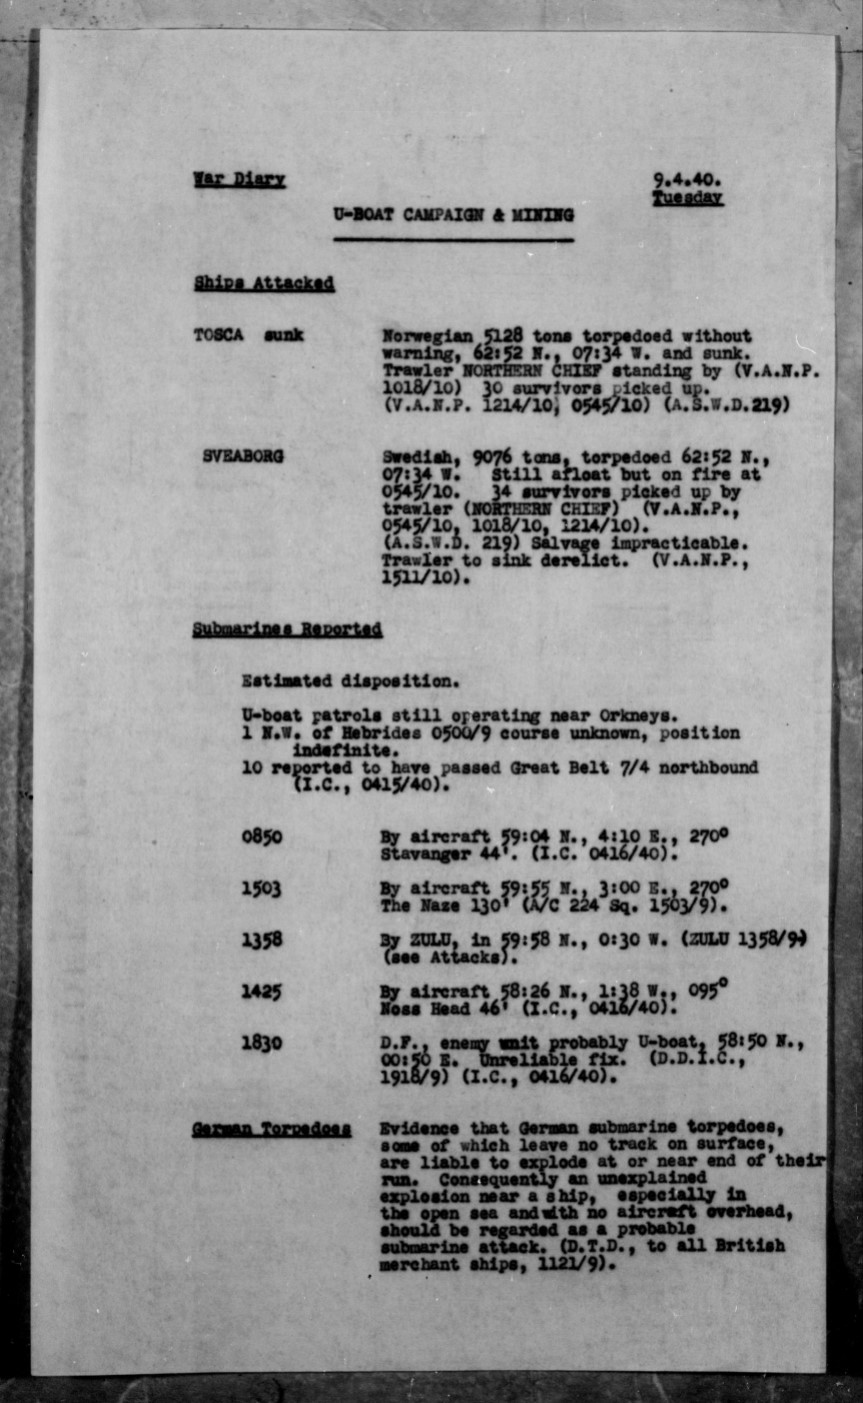 War Diary 9.4.40.
Tuesday
U-BOAT CAMPAIGN & MINING
Ships Attacked
TOSCA sunk Norwegian 5128 tons torpedoed without
warning, 62:52 N., 07:34 W. and sunk.
Trawler NORTHERN CHIEF standing by (V.A.N.P.
1018/10) 30 survivors picked up.
(V.A.N.P. 1214/10, 0545/10) (A.S.W.D.219)
SVEABORG Swedish, 9076 tons, torpedoed 62:52 N.,
07:34 W. Still afloat but on fire at
0545/10. 34 survivors picked up by
trawler (NORTHERN CHIEF) (V.A.N.P.,
0545/10, 1018/10, 1214/10).
(A.S.W.D. 219) Salvage impracticable.
Trawler to sink derelict. (V.A.N.P.,
1511/10).
Submarines Reported
Estimated disposition.
U-boat patrols still operating near Orkneys.
1 N.W. of Hebrides 0500/9 course unknown, position
indefinite.
10 reported to have passed Great Belt 7/4 northbound
(I.C., 0415/40).
0850 By aircraft 59:04 N., 4:10 E., 270°
Stavanger 44'. (I.C. 0416/40).
1503 By aircraft 59:55 N., 3:00 E., 270°
The Naze 130' (A/C 224 Sq. 1503/9).
1358 By ZULU, in 59:58 N., 0:30 W. (ZULU 1358/9)
(see Attacks).
1425 By aircraft 58:26 N., 1:38 W., 095°
Noss Head 46' (I.C., 0416/40).
1830 D.F., enemy unit probably U-boat, 58:50 N.,
00:50 E. Unreliable fix. (D.D.I.C.,
1918/9) (I.C., 0416/40).
German Torpedoes Evidence that German submarine torpedoes,
some of which leave no track on surface,
are liable to explode at or near end of their
run. Consequently an unexplained
explosion near a ship, especially in
the open sea and with no aircraft overhead,
should be regarded as a probable
submarine attack. (D.T.D., to all British
merchant ships, 1121/9).